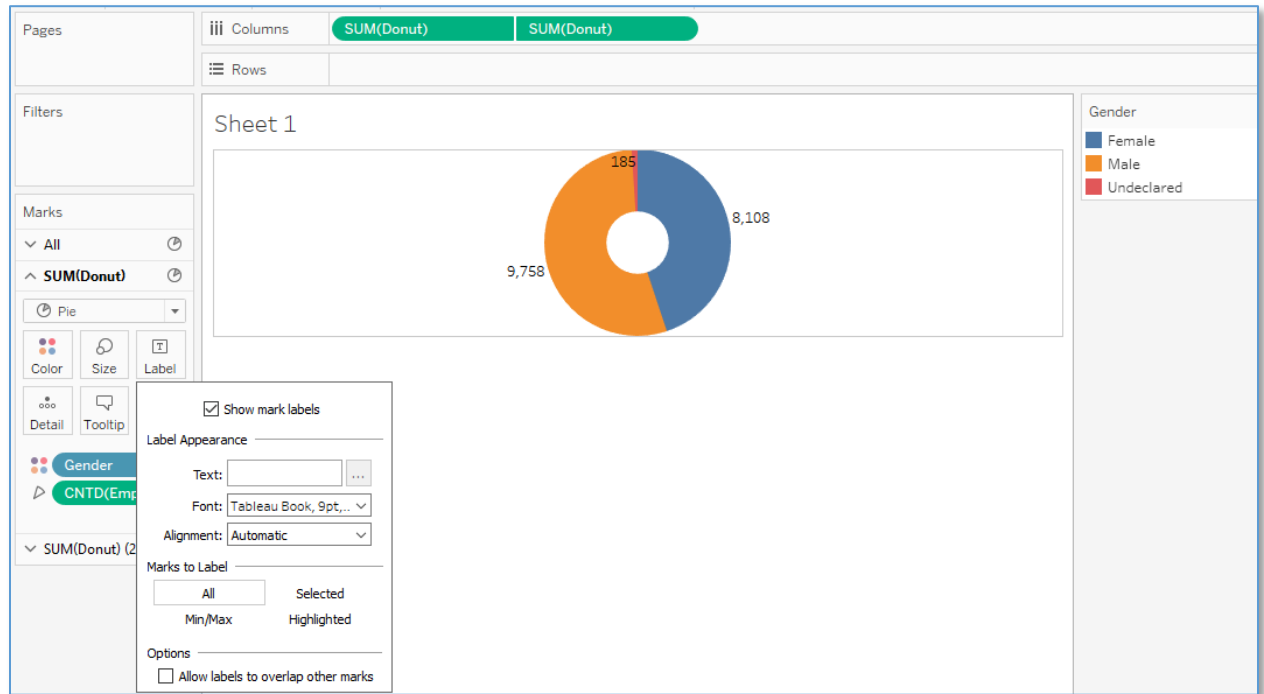 Pages
Columns
SUM(Donut)
SUM(Donut)
Rows
Filters
Sheet 1
185
8,108
9,758
Gender
Female
Male
Undeclared
Marks
All
SUM(Donut)
Pie
Color
Size
Label
Detail
Tooltip
Gender
CNTD(Emp
SUM(Donut) (2
Show mark labels
Label Appearance
Text:
...
Font: Tableau Book, 9pt,..
Alignment: Automatic
Marks to Label
All Selected
Min/Max Highlighted
Options
Allow labels to overlap other marks